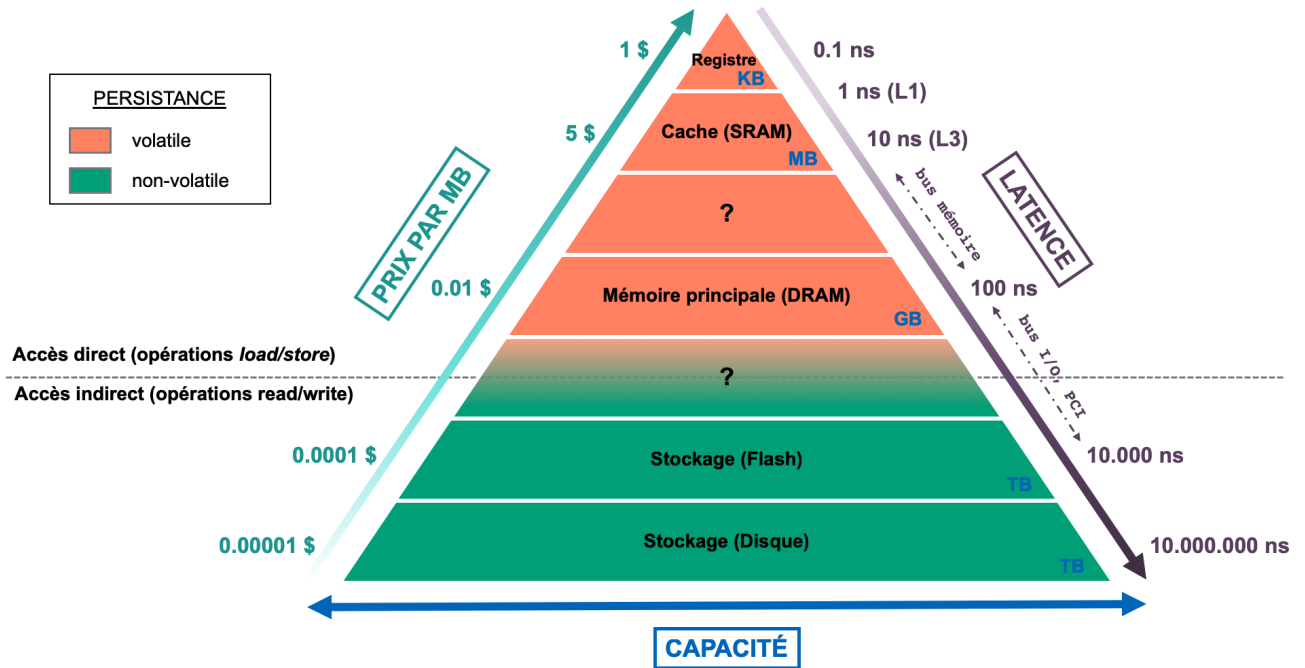 PERSISTANCE
volatile
non-volatile
1 $
5 $
0.01 $
0.0001 $
0.00001 $
PRIX PAR MB
Registre
KB
Cache (SRAM)
MB
?
Mémoire principale (DRAM)
GB
?
Stockage (Flash)
TB
Stockage (Disque)
TB
0.1 ns
1 ns (L1)
10 ns (L3)
bus mémoire
100 ns
bus I/O, PCI
10.000 ns
10.000.000 ns
LATENCE
Accès direct (opérations load/store)
Accès indirect (opérations read/write)
CAPACITÉ